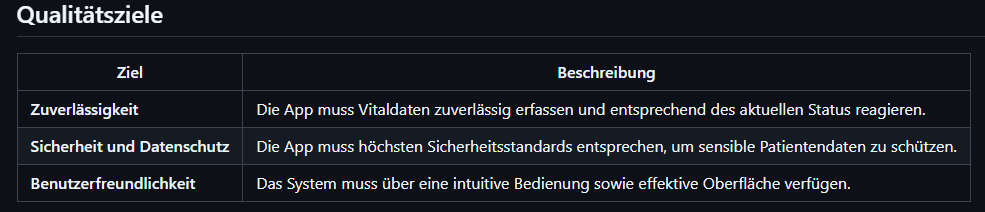 Qualitätsziele
Ziel Beschreibung
Zuverlässigkeit Die App muss Vitaldaten zuverlässig erfassen und entsprechend des aktuellen Status reagieren.
Sicherheit und Datenschutz Die App muss höchsten Sicherheitsstandards entsprechen, um sensible Patientendaten zu schützen.
Benutzerfreundlichkeit Das System muss über eine intuitive Bedienung sowie effektive Oberfläche verfügen.